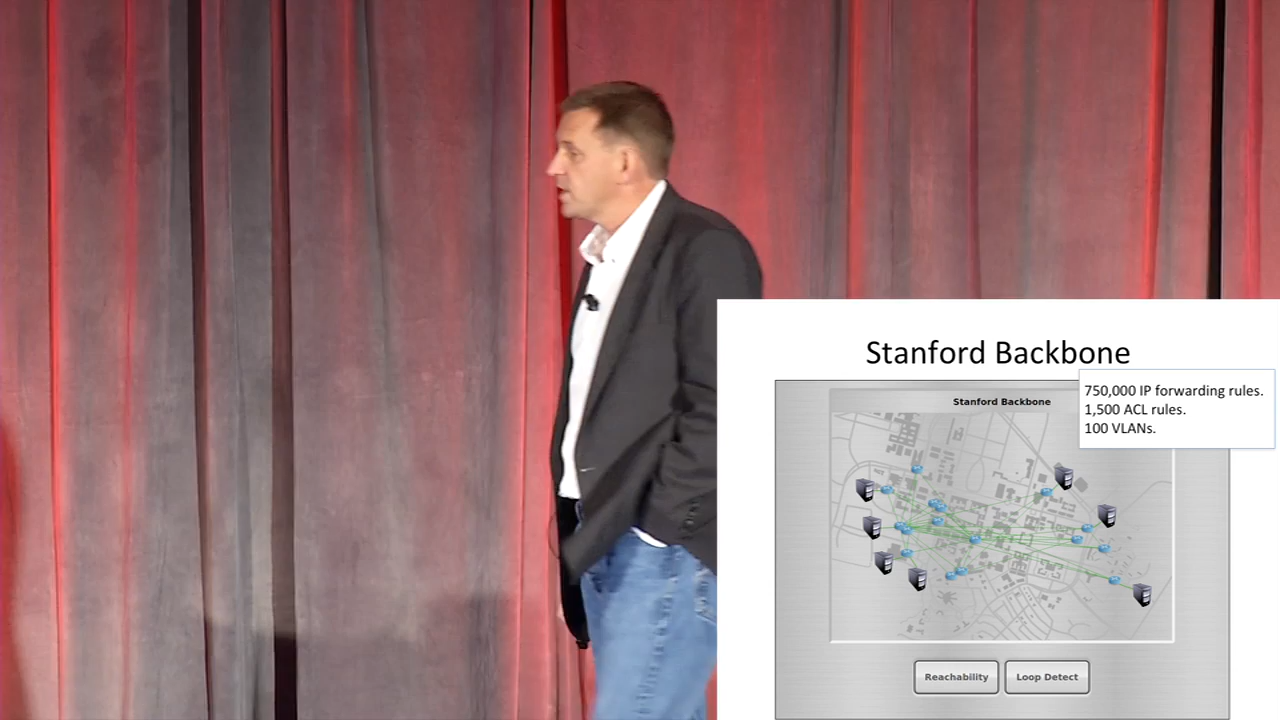 Stanford Backbone
Stanford Backbone
750,000 IP forwarding rules.
1,500 ACL rules.
100 VLANs.
Reachability
Loop Detect